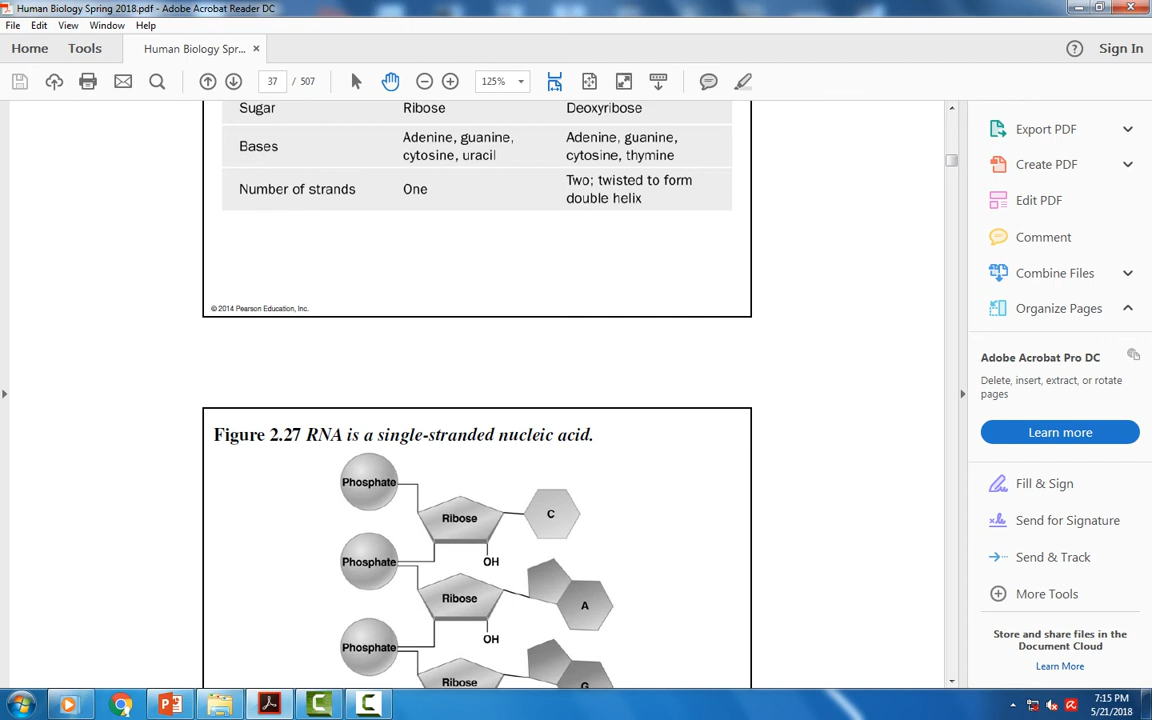 Human Biology Spring 2018.pdf - Adobe Acrobat Reader DC
File Edit View Window Help
Home Tools Human Biology Spr... × Sign In
37 / 507 125%
Sugar Ribose Deoxyribose
Bases Adenine, guanine, cytosine, uracil Adenine, guanine, cytosine, thymine
Number of strands One Two; twisted to form double helix
© 2014 Pearson Education, Inc.
Figure 2.27 RNA is a single-stranded nucleic acid.
Phosphate
Ribose
C
OH
Phosphate
Ribose
A
OH
Phosphate
Ribose
G
Export PDF
Create PDF
Edit PDF
Comment
Combine Files
Organize Pages
Adobe Acrobat Pro DC
Delete, insert, extract, or rotate
pages
Learn more
Fill & Sign
Send for Signature
Send & Track
More Tools
Store and share files in the
Document Cloud
Learn More
7:15 PM
5/21/2018